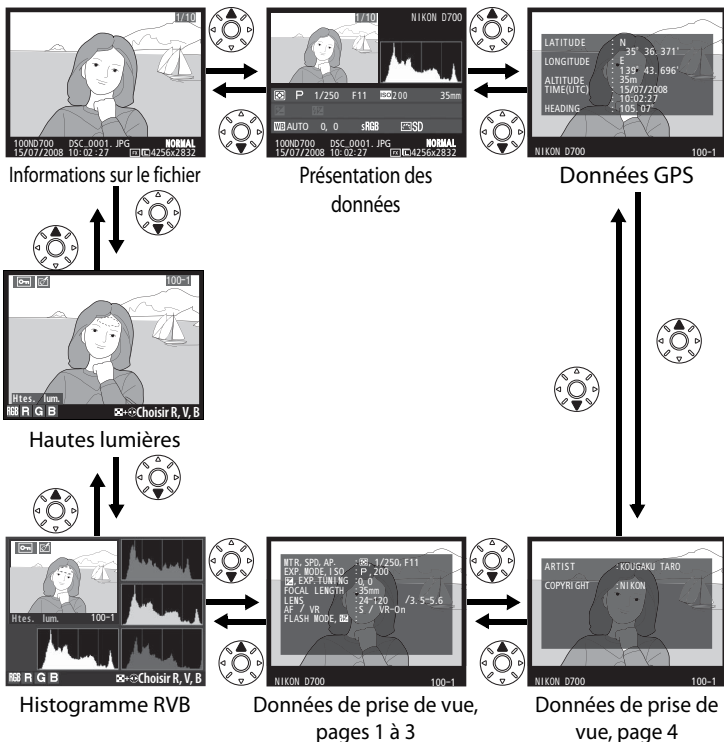 1/10
100ND700 DSC_0001. JPG NORMAL
15/07/2008 10:02:27 FX L 4256x2832
Informations sur le fichier
1/10 NIKON D700
P 1/250 F11 ISO 200 35mm
WB AUTO 0, 0 sRGB SD
100ND700 DSC_0001. JPG NORMAL
15/07/2008 10:02:27 FX L 4256x2832
Présentation des
données
LATITUDE : N
: 35° 36.371'
LONGITUDE : E
: 139° 43.696'
ALTITUDE : 35m
TIME(UTC) : 15/07/2008
: 10:02:27
HEADING : 105.07°
NIKON D700 100-1
Données GPS
100-1
Htes. lum.
RGB R G B Choisir R, V, B
Hautes lumières
Htes. lum. 100-1
RGB R G B Choisir R, V, B
Histogramme RVB
MTR, SPD, AP. : , 1/250, F11
EXP. MODE, ISO : P, 200
, EXP. TUNING : 0, 0
FOCAL LENGTH : 35mm
LENS : 24-120 /3.5-5.6
AF / VR : S / VR-On
FLASH MODE, :
NIKON D700 100-1
Données de prise de vue,
pages 1 à 3
ARTIST : KOUGAKU TARO
COPYRIGHT : NIKON
NIKON D700 100-1
Données de prise de
vue, page 4